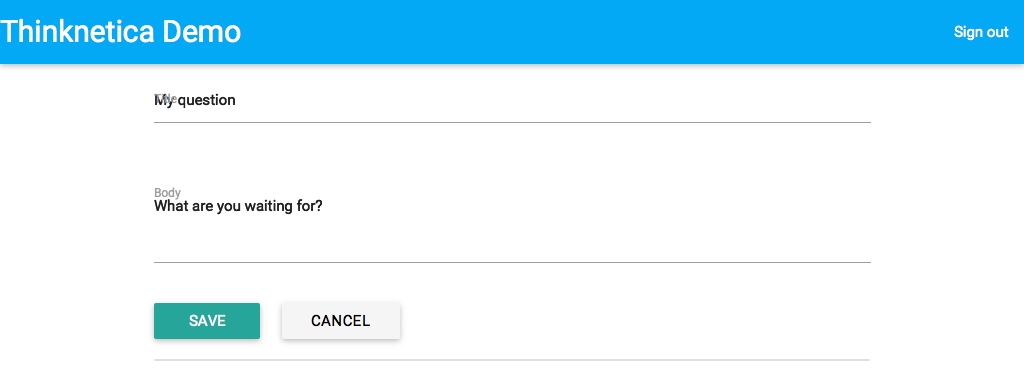 Thinknetica Demo
Sign out
Title
My question
Body
What are you waiting for?
SAVE
CANCEL